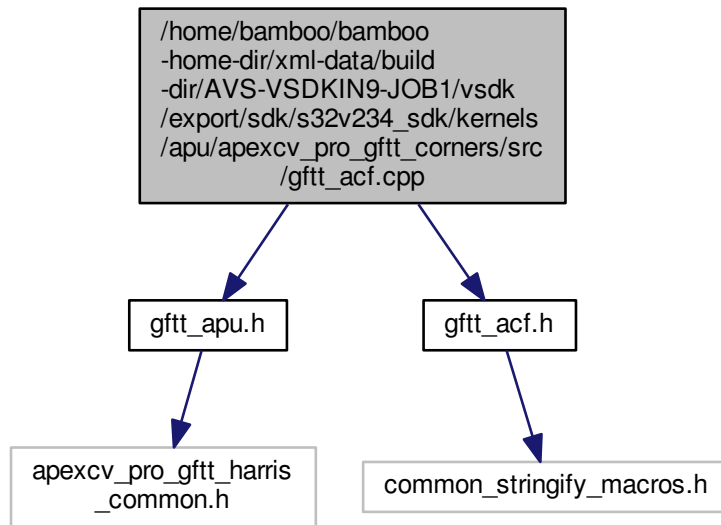 /home/bamboo/bamboo
-home-dir/xml-data/build
-dir/AVS-VSDKIN9-JOB1/vsdk
/export/sdk/s32v234_sdk/kernels
/apu/apexcv_pro_gftt_corners/src
/gftt_acf.cpp
gftt_apu.h
gftt_acf.h
apexcv_pro_gftt_harris
_common.h
common_stringify_macros.h